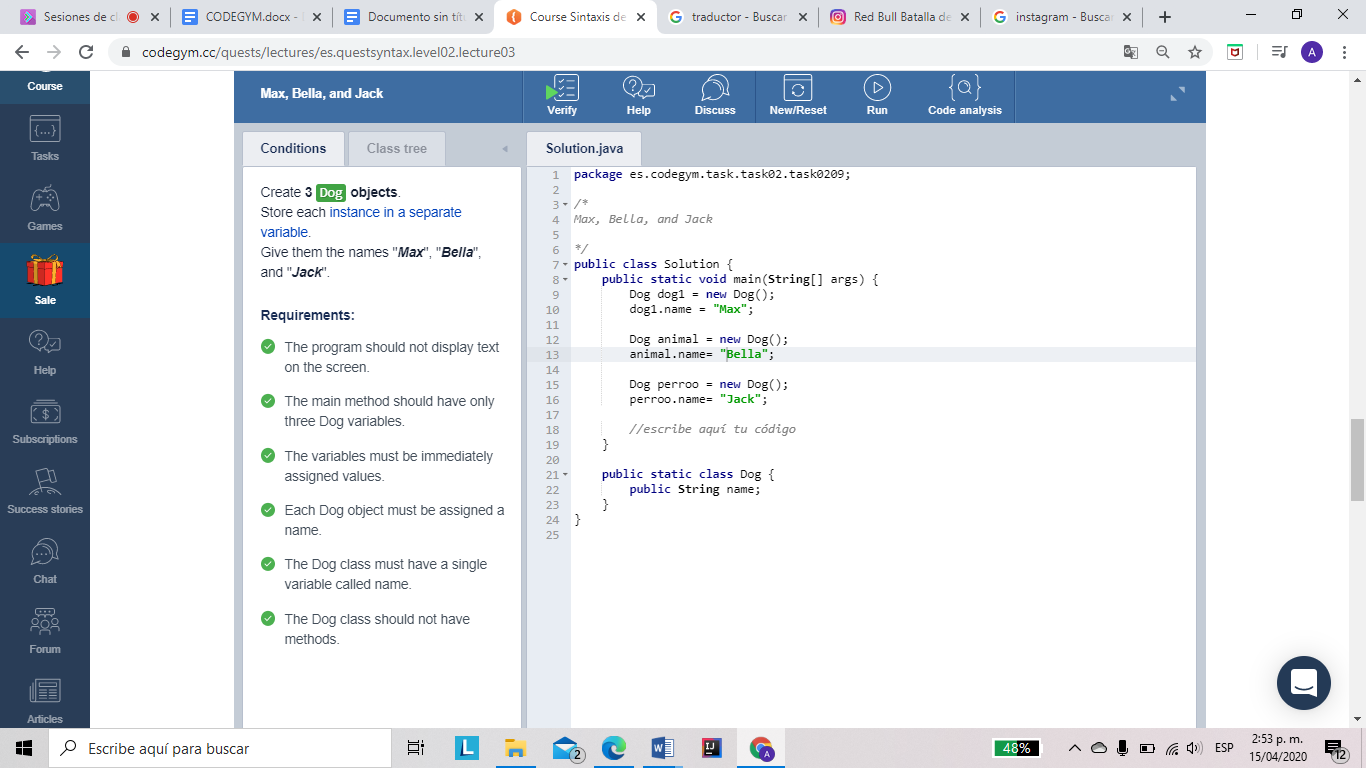 Sesiones de cl
CODEGYM.docx -
Documento sin títu
Course Sintaxis de
traductor - Buscar
Red Bull Batalla de
instagram - Buscar
codegym.cc/quests/lectures/es.questsyntax.level02.lecture03
A
Course
Tasks
Games
Sale
Help
Subscriptions
Success stories
Chat
Forum
Articles
Max, Bella, and Jack
Verify
Help
Discuss
New/Reset
Run
Code analysis
Conditions
Class tree
Create 3 Dog objects.
Store each instance in a separate
variable.
Give them the names "Max", "Bella",
and "Jack".
Requirements:
The program should not display text
on the screen.
The main method should have only
three Dog variables.
The variables must be immediately
assigned values.
Each Dog object must be assigned a
name.
The Dog class must have a single
variable called name.
The Dog class should not have
methods.
Solution.java
1 package es.codegym.task.task02.task0209;
2
3 /*
4 Max, Bella, and Jack
5
6 */
7 public class Solution {
8 public static void main(String[] args) {
9 Dog dog1 = new Dog();
10 dog1.name = "Max";
11
12 Dog animal = new Dog();
13 animal.name= "Bella";
14
15 Dog perroo = new Dog();
16 perroo.name= "Jack";
17
18 //escribe aquí tu código
19 }
20
21 public static class Dog {
22 public String name;
23 }
24 }
25
Escribe aquí para buscar
L
2
W
IJ
A
48%
ESP
2:53 p. m.
15/04/2020
12